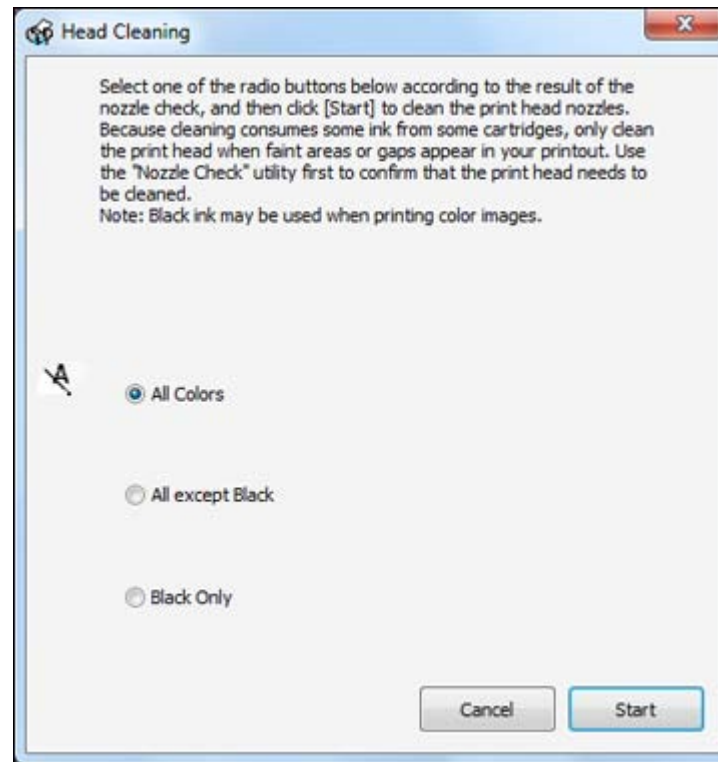 Head Cleaning
Select one of the radio buttons below according to the result of the
nozzle check, and then click [Start] to clean the print head nozzles.
Because cleaning consumes some ink from some cartridges, only clean
the print head when faint areas or gaps appear in your printout. Use
the "Nozzle Check" utility first to confirm that the print head needs to
be cleaned.
Note: Black ink may be used when printing color images.
A
All Colors
All except Black
Black Only
Cancel Start